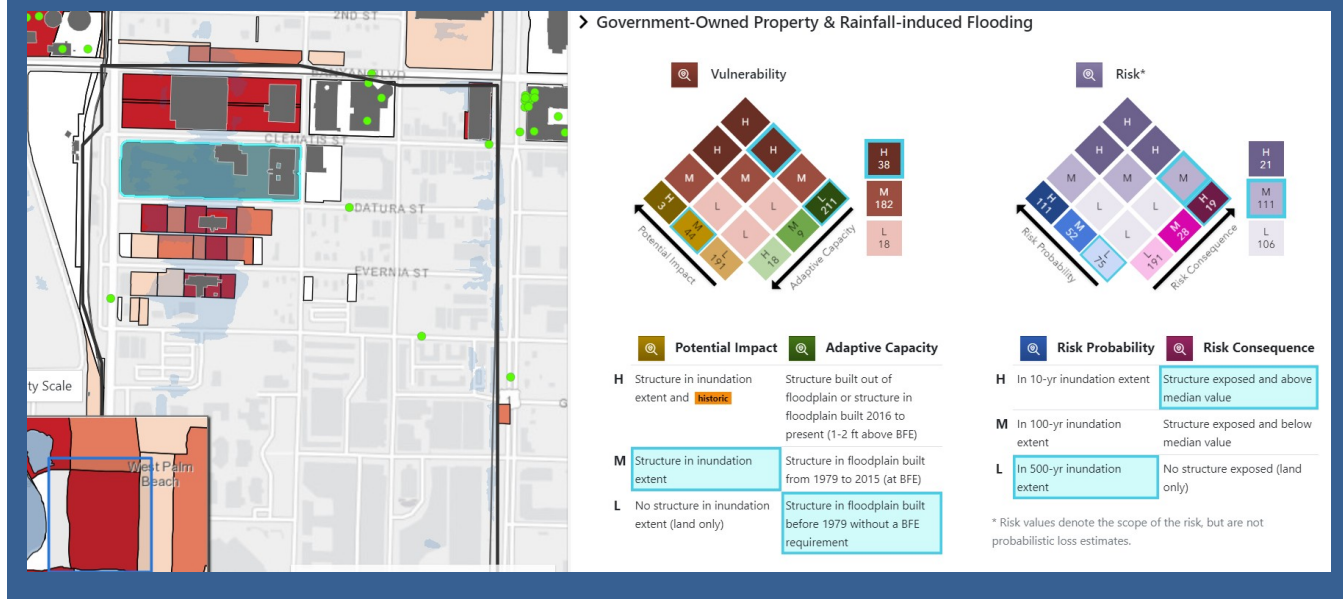 2ND ST
BANYAN BLVD
CLEMATIS ST
DATURA ST
EVERNIA ST
G
ty Scale
West Palm
Beach
Government-Owned Property & Rainfall-induced Flooding
Vulnerability
H
H
H
M
M
M
L
L
L
H
3
M
44
L
191
L
211
M
9
H
18
Potential Impact
Adaptive Capacity
H
38
M
182
L
18
Risk*
H
H
H
M
M
L
L
L
H
111
M
52
L
75
H
19
M
28
L
191
Risk Probability
Risk Consequence
H
21
M
111
L
106
Potential Impact
Adaptive Capacity
H
Structure in inundation
extent and historic
Structure built out of
floodplain or structure in
floodplain built 2016 to
present (1-2 ft above BFE)
M
Structure in inundation
extent
Structure in floodplain built
from 1979 to 2015 (at BFE)
L
No structure in inundation
extent (land only)
Structure in floodplain built
before 1979 without a BFE
requirement
Risk Probability
Risk Consequence
H
In 10-yr inundation extent
Structure exposed and above
median value
M
In 100-yr inundation
extent
Structure exposed and below
median value
L
In 500-yr inundation
extent
No structure exposed (land
only)
* Risk values denote the scope of the risk, but are not
probabilistic loss estimates.